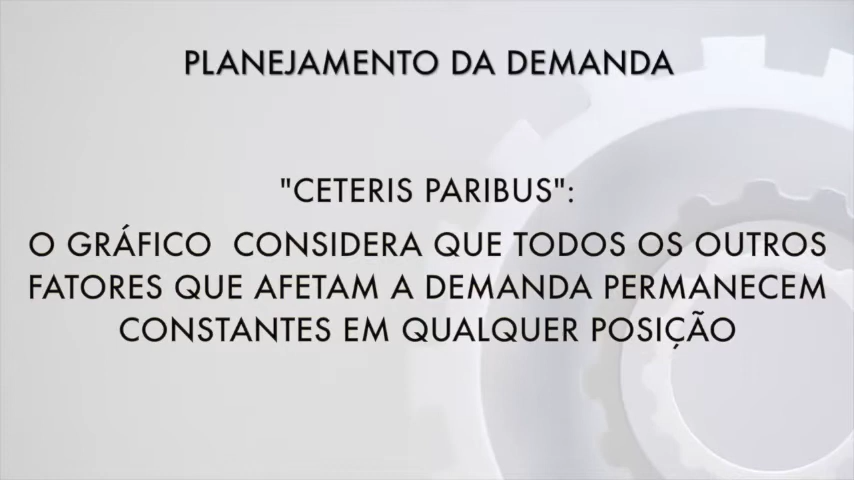 PLANEJAMENTO DA DEMANDA
"CETERIS PARIBUS":
O GRÁFICO CONSIDERA QUE TODOS OS OUTROS
FATORES QUE AFETAM A DEMANDA PERMANECEM
CONSTANTES EM QUALQUER POSIÇÃO